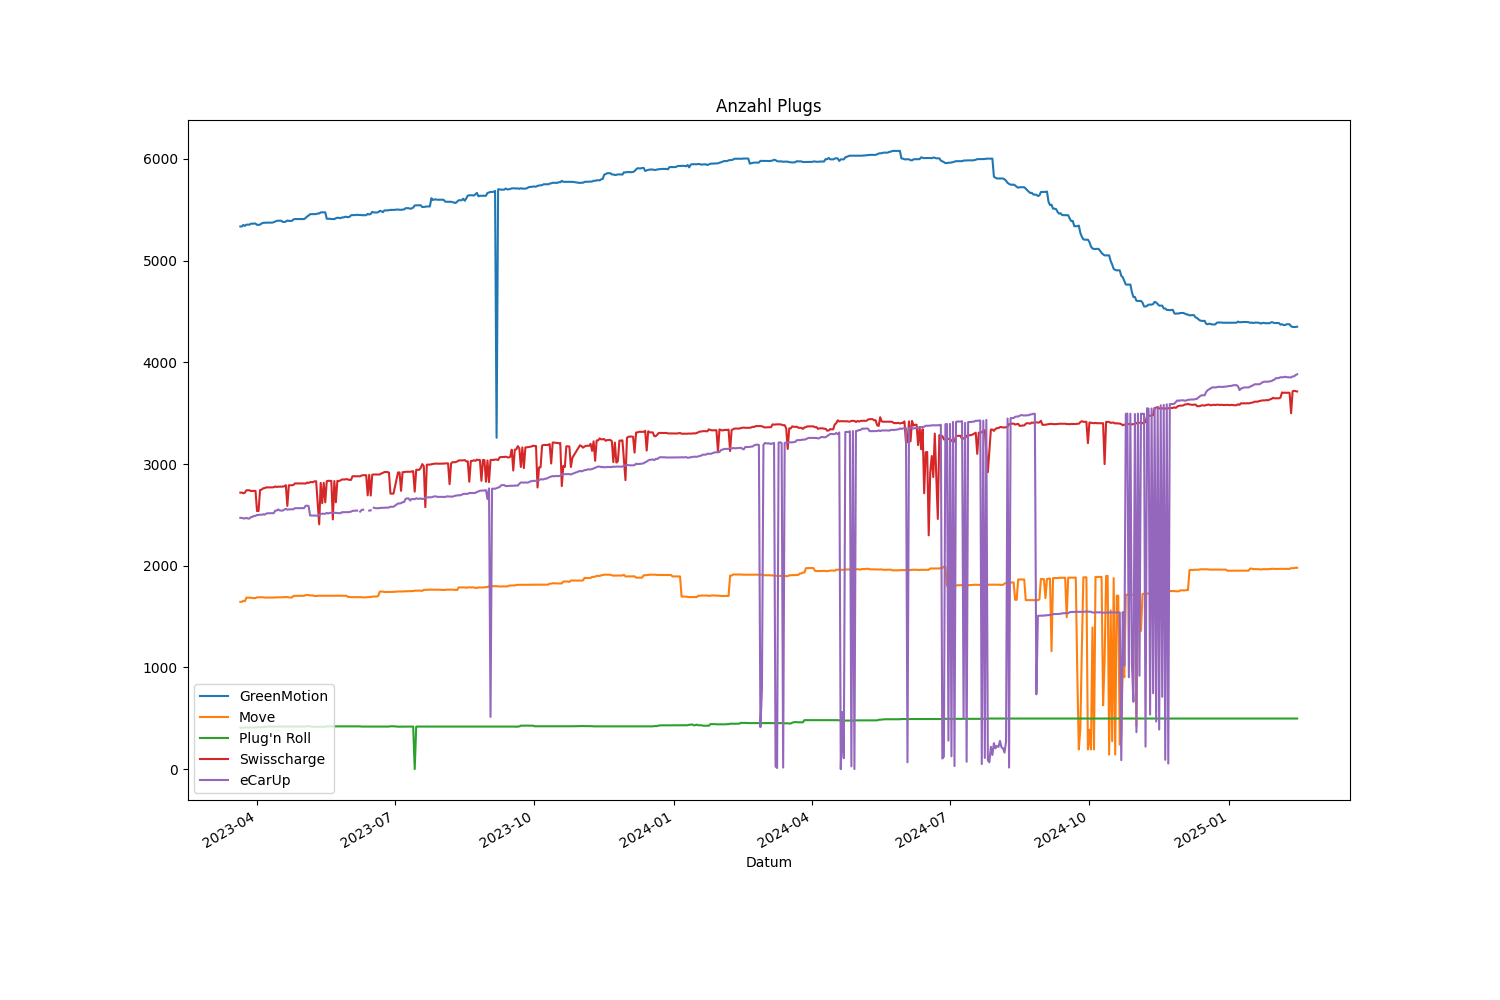 Anzahl Plugs
6000
5000
4000
3000
2000
1000
0
GreenMotion
Move
Plug'n Roll
Swisscharge
eCarUp
2023-04
2023-07
2023-10
2024-01
2024-04
2024-07
2024-10
2025-01
Datum